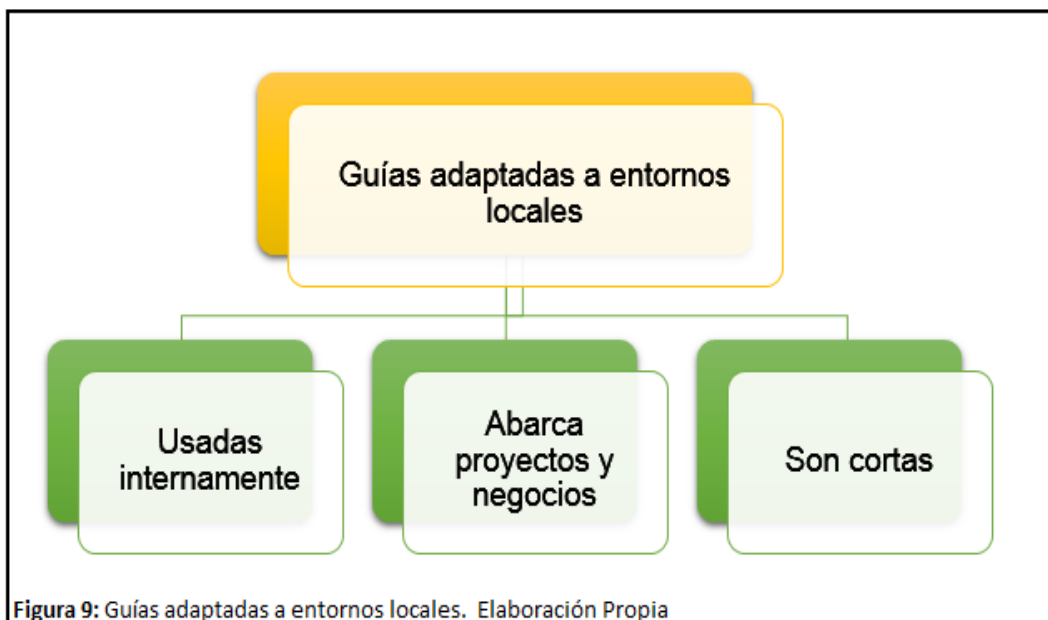 Guías adaptadas a entornos
locales
Usadas
internamente
Abarca
proyectos y
negocios
Son cortas
Figura 9: Guías adaptadas a entornos locales. Elaboración Propia